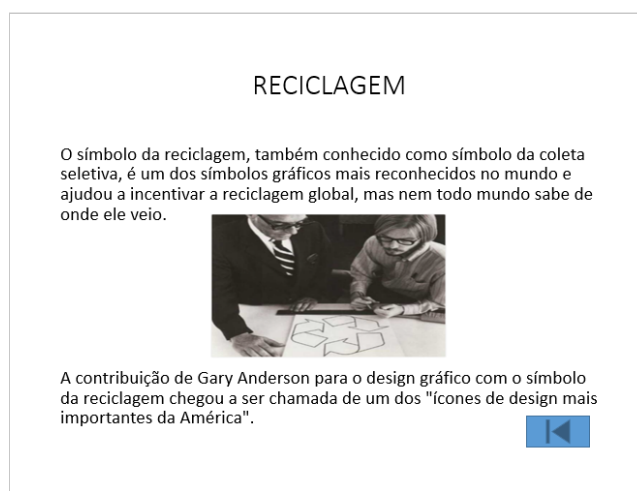 RECICLAGEM
O símbolo da reciclagem, também conhecido como símbolo da coleta
seletiva, é um dos símbolos gráficos mais reconhecidos no mundo e
ajudou a incentivar a reciclagem global, mas nem todo mundo sabe de
onde ele veio.
A contribuição de Gary Anderson para o design gráfico com o símbolo
da reciclagem chegou a ser chamada de um dos "ícones de design mais
importantes da América".